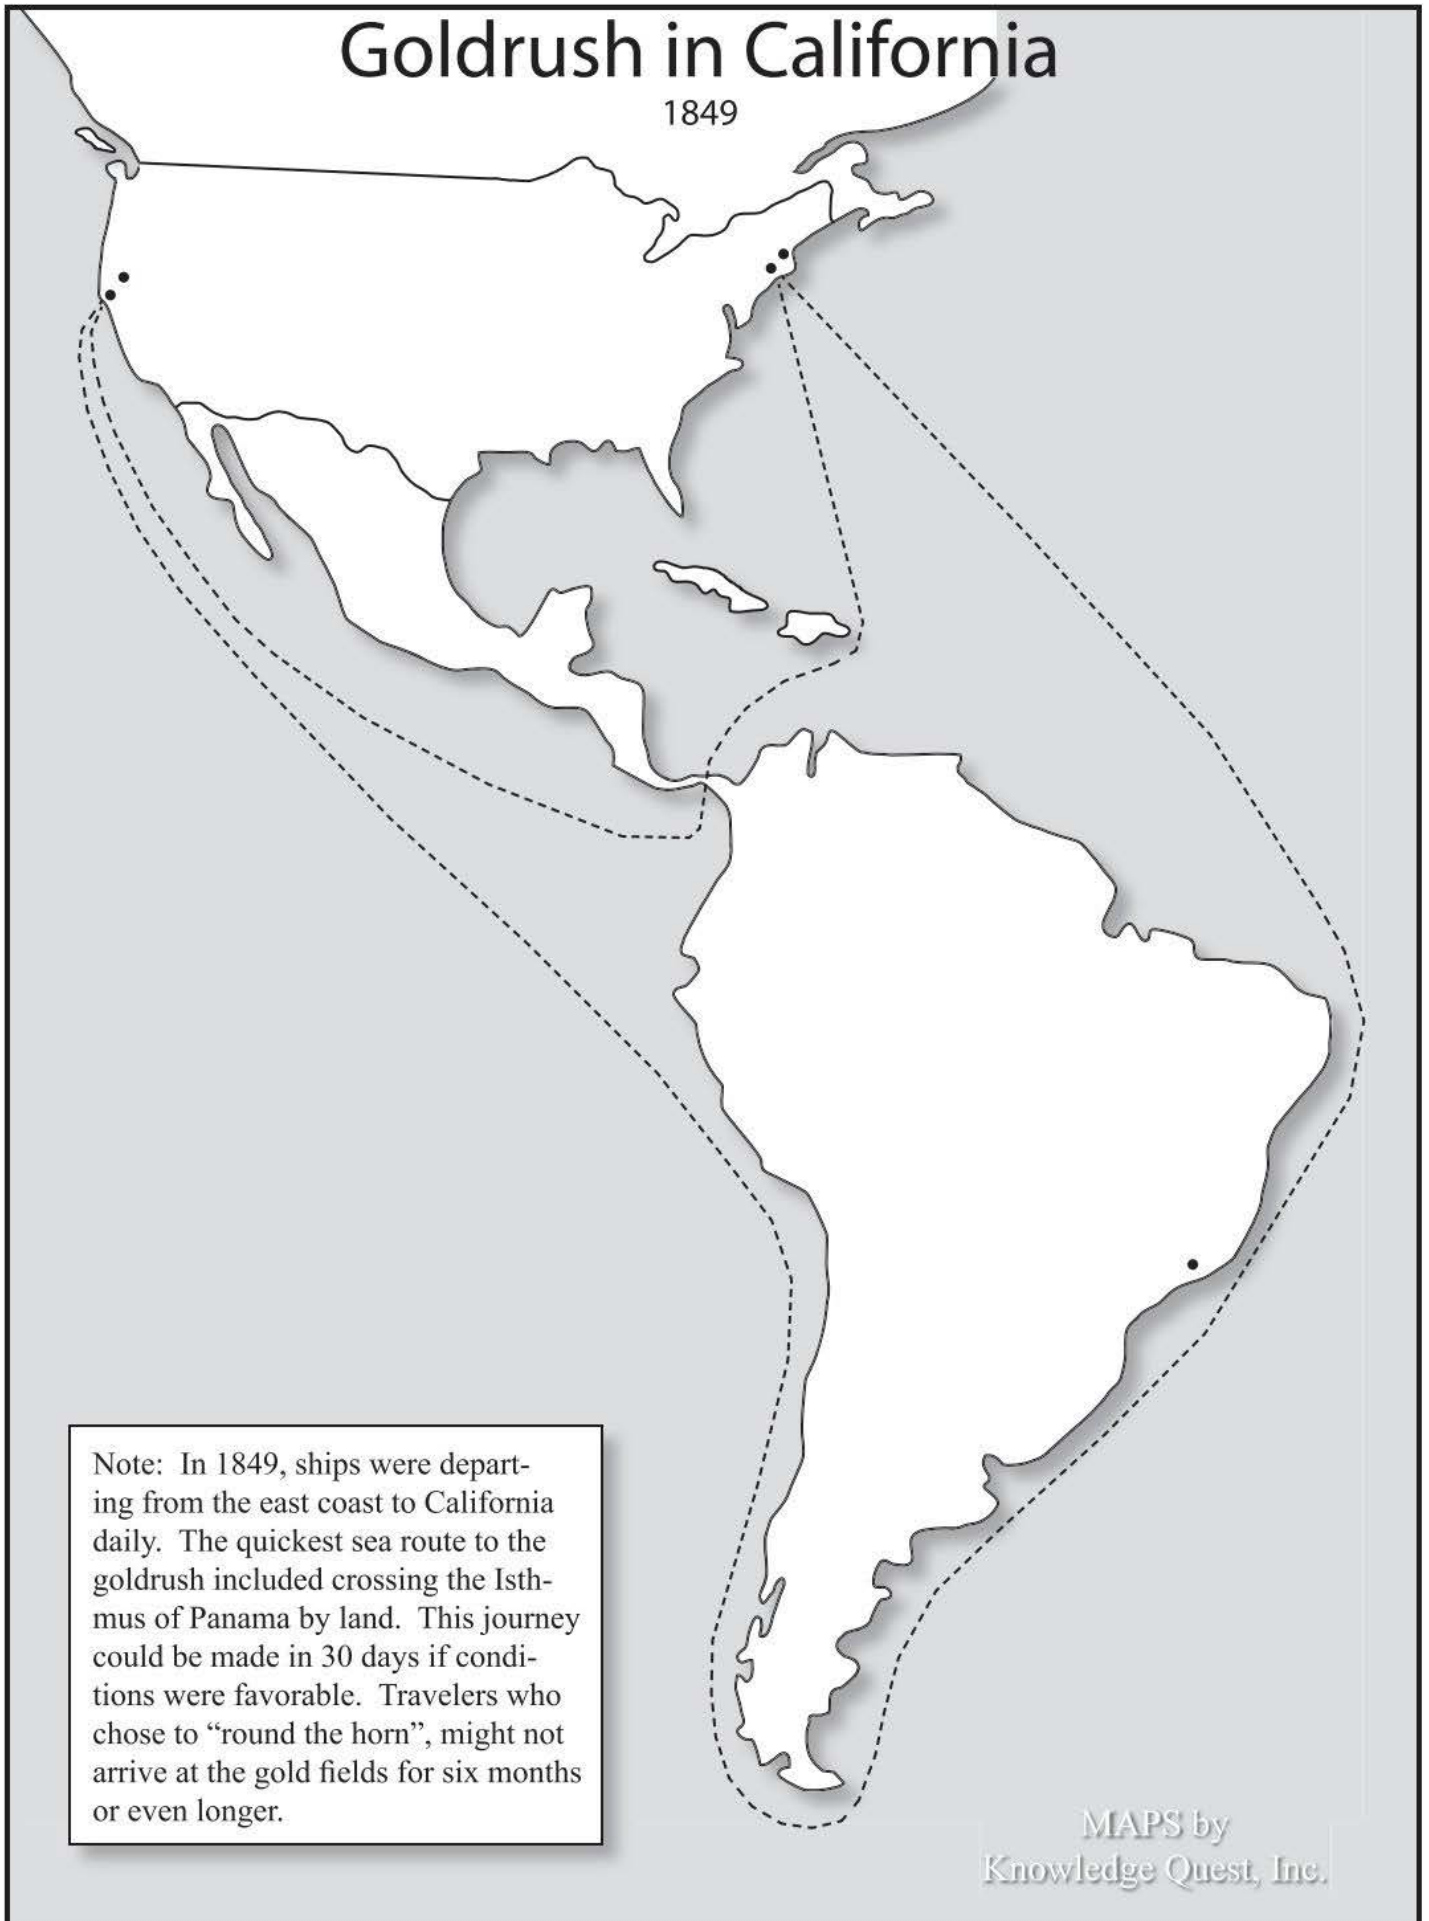 Goldrush in California
1849
Note:  In 1849, ships were depart-
ing from the east coast to California
daily.  The quickest sea route to the
goldrush included crossing the Isth-
mus of Panama by land.  This journey
could be made in 30 days if condi-
tions were favorable.  Travelers who
chose to “round the horn”, might not
arrive at the gold fields for six months
or even longer.
MAPS by
Knowledge Quest, Inc.